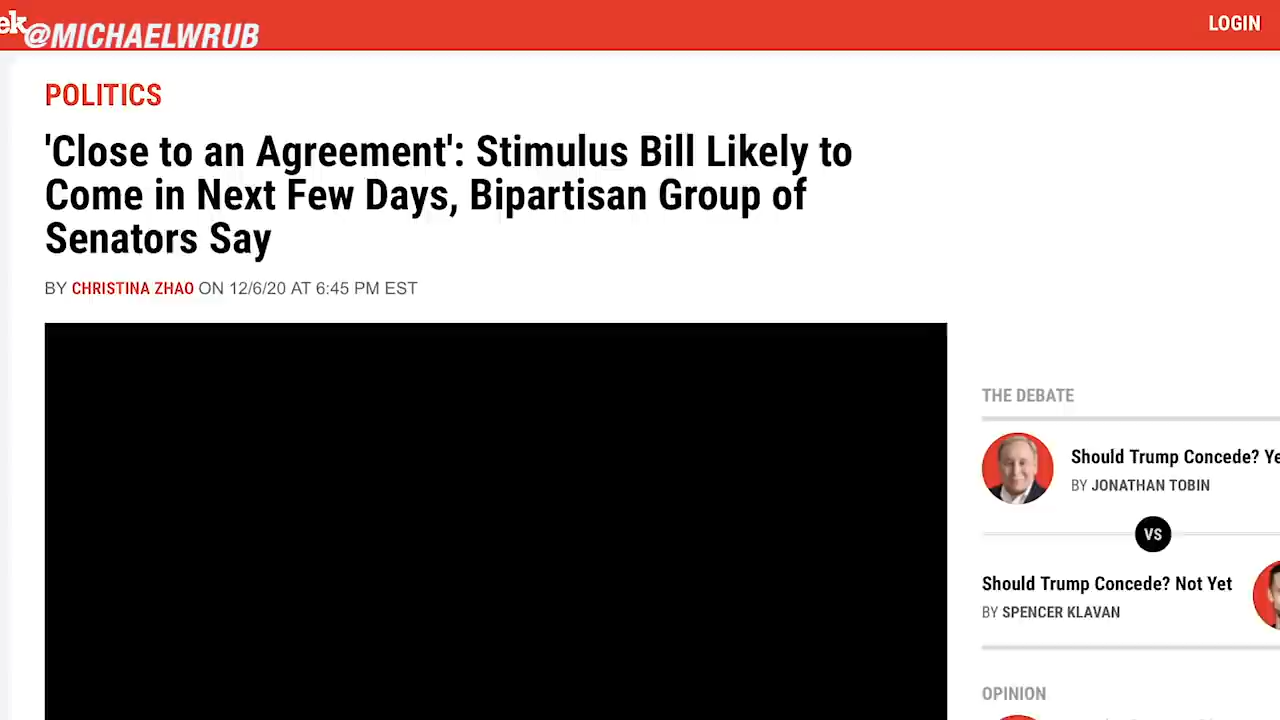 ek
@MICHAELWRUB
LOGIN
POLITICS
'Close to an Agreement': Stimulus Bill Likely to
Come in Next Few Days, Bipartisan Group of
Senators Say
BY CHRISTINA ZHAO ON 12/6/20 AT 6:45 PM EST
THE DEBATE
Should Trump Concede? Ye
BY JONATHAN TOBIN
VS
Should Trump Concede? Not Yet
BY SPENCER KLAVAN
OPINION